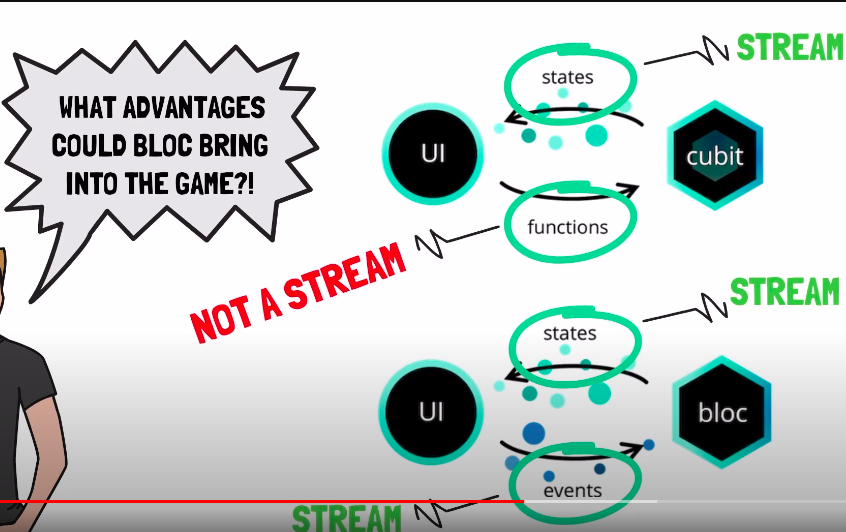 STREAM
states
WHAT ADVANTAGES
COULD BLOC BRING
INTO THE GAME?!
UI
cubit
functions
NOT A STREAM
STREAM
states
UI
bloc
events
STREAM